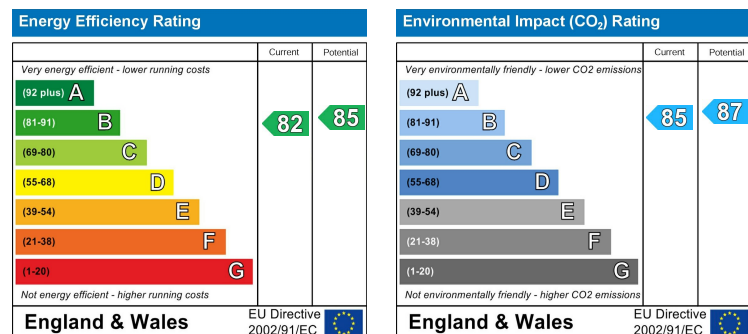 Energy Efficiency Rating
Current Potential
Very energy efficient - lower running costs
(92 plus) A
(81-91) B
(69-80) C
(55-68) D
(39-54) E
(21-38) F
(1-20) G
82 85
Not energy efficient - higher running costs
England & Wales
EU Directive
2002/91/EC
Environmental Impact (CO₂) Rating
Current Potential
Very environmentally friendly - lower CO2 emissions
(92 plus) A
(81-91) B
(69-80) C
(55-68) D
(39-54) E
(21-38) F
(1-20) G
85 87
Not environmentally friendly - higher CO2 emissions
England & Wales
EU Directive
2002/91/EC